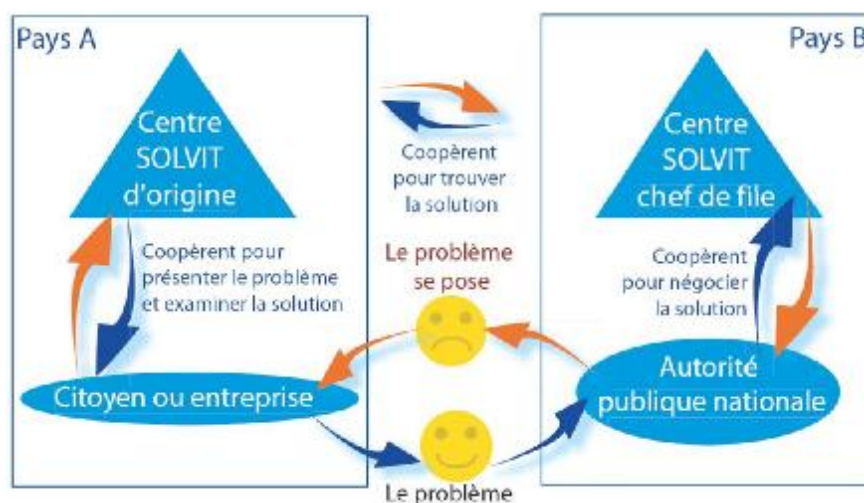 Pays A
Centre
SOLVIT
d'origine
Coopèrent pour
présenter le problème
et examiner la solution
Citoyen ou entreprise
Coopèrent
pour trouver
la solution
Le problème
se pose
Le problème
Pays B
Centre
SOLVIT
chef de file
Coopèrent
pour négocier
la solution
Autorité
publique nationale